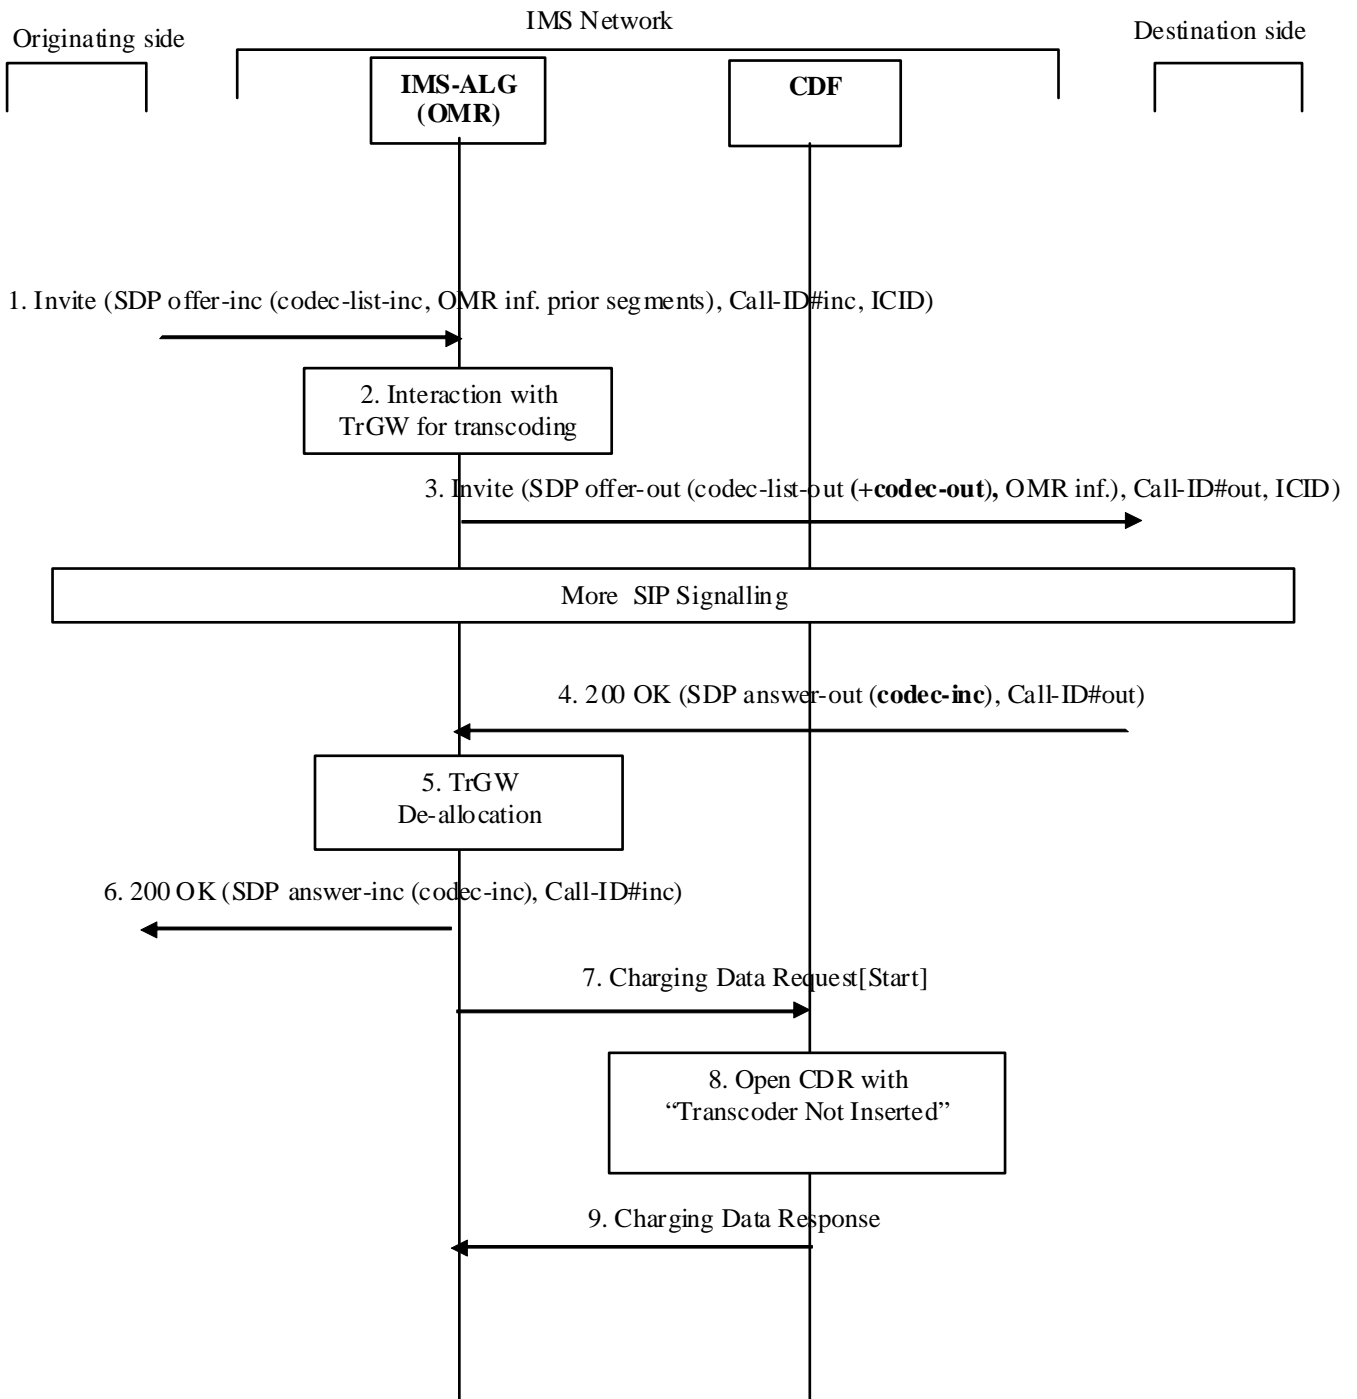 IMS Network
Originating side
Destination side
IMS-ALG
(OMR)
CDF
1. Invite (SDP offer-inc (codec-list-inc, OMR inf. prior segments), Call-ID#inc, ICID)
2. Interaction with
TrGW for transcoding
3. Invite (SDP offer-out (codec-list-out (+codec-out), OMR inf.), Call-ID#out, ICID)
More SIP Signalling
4. 200 OK (SDP answer-out (codec-inc), Call-ID#out)
5. TrGW
De-allocation
6. 200 OK (SDP answer-inc (codec-inc), Call-ID#inc)
7. Charging Data Request[Start]
8. Open CDR with
“Transcoder Not Inserted”
9. Charging Data Response